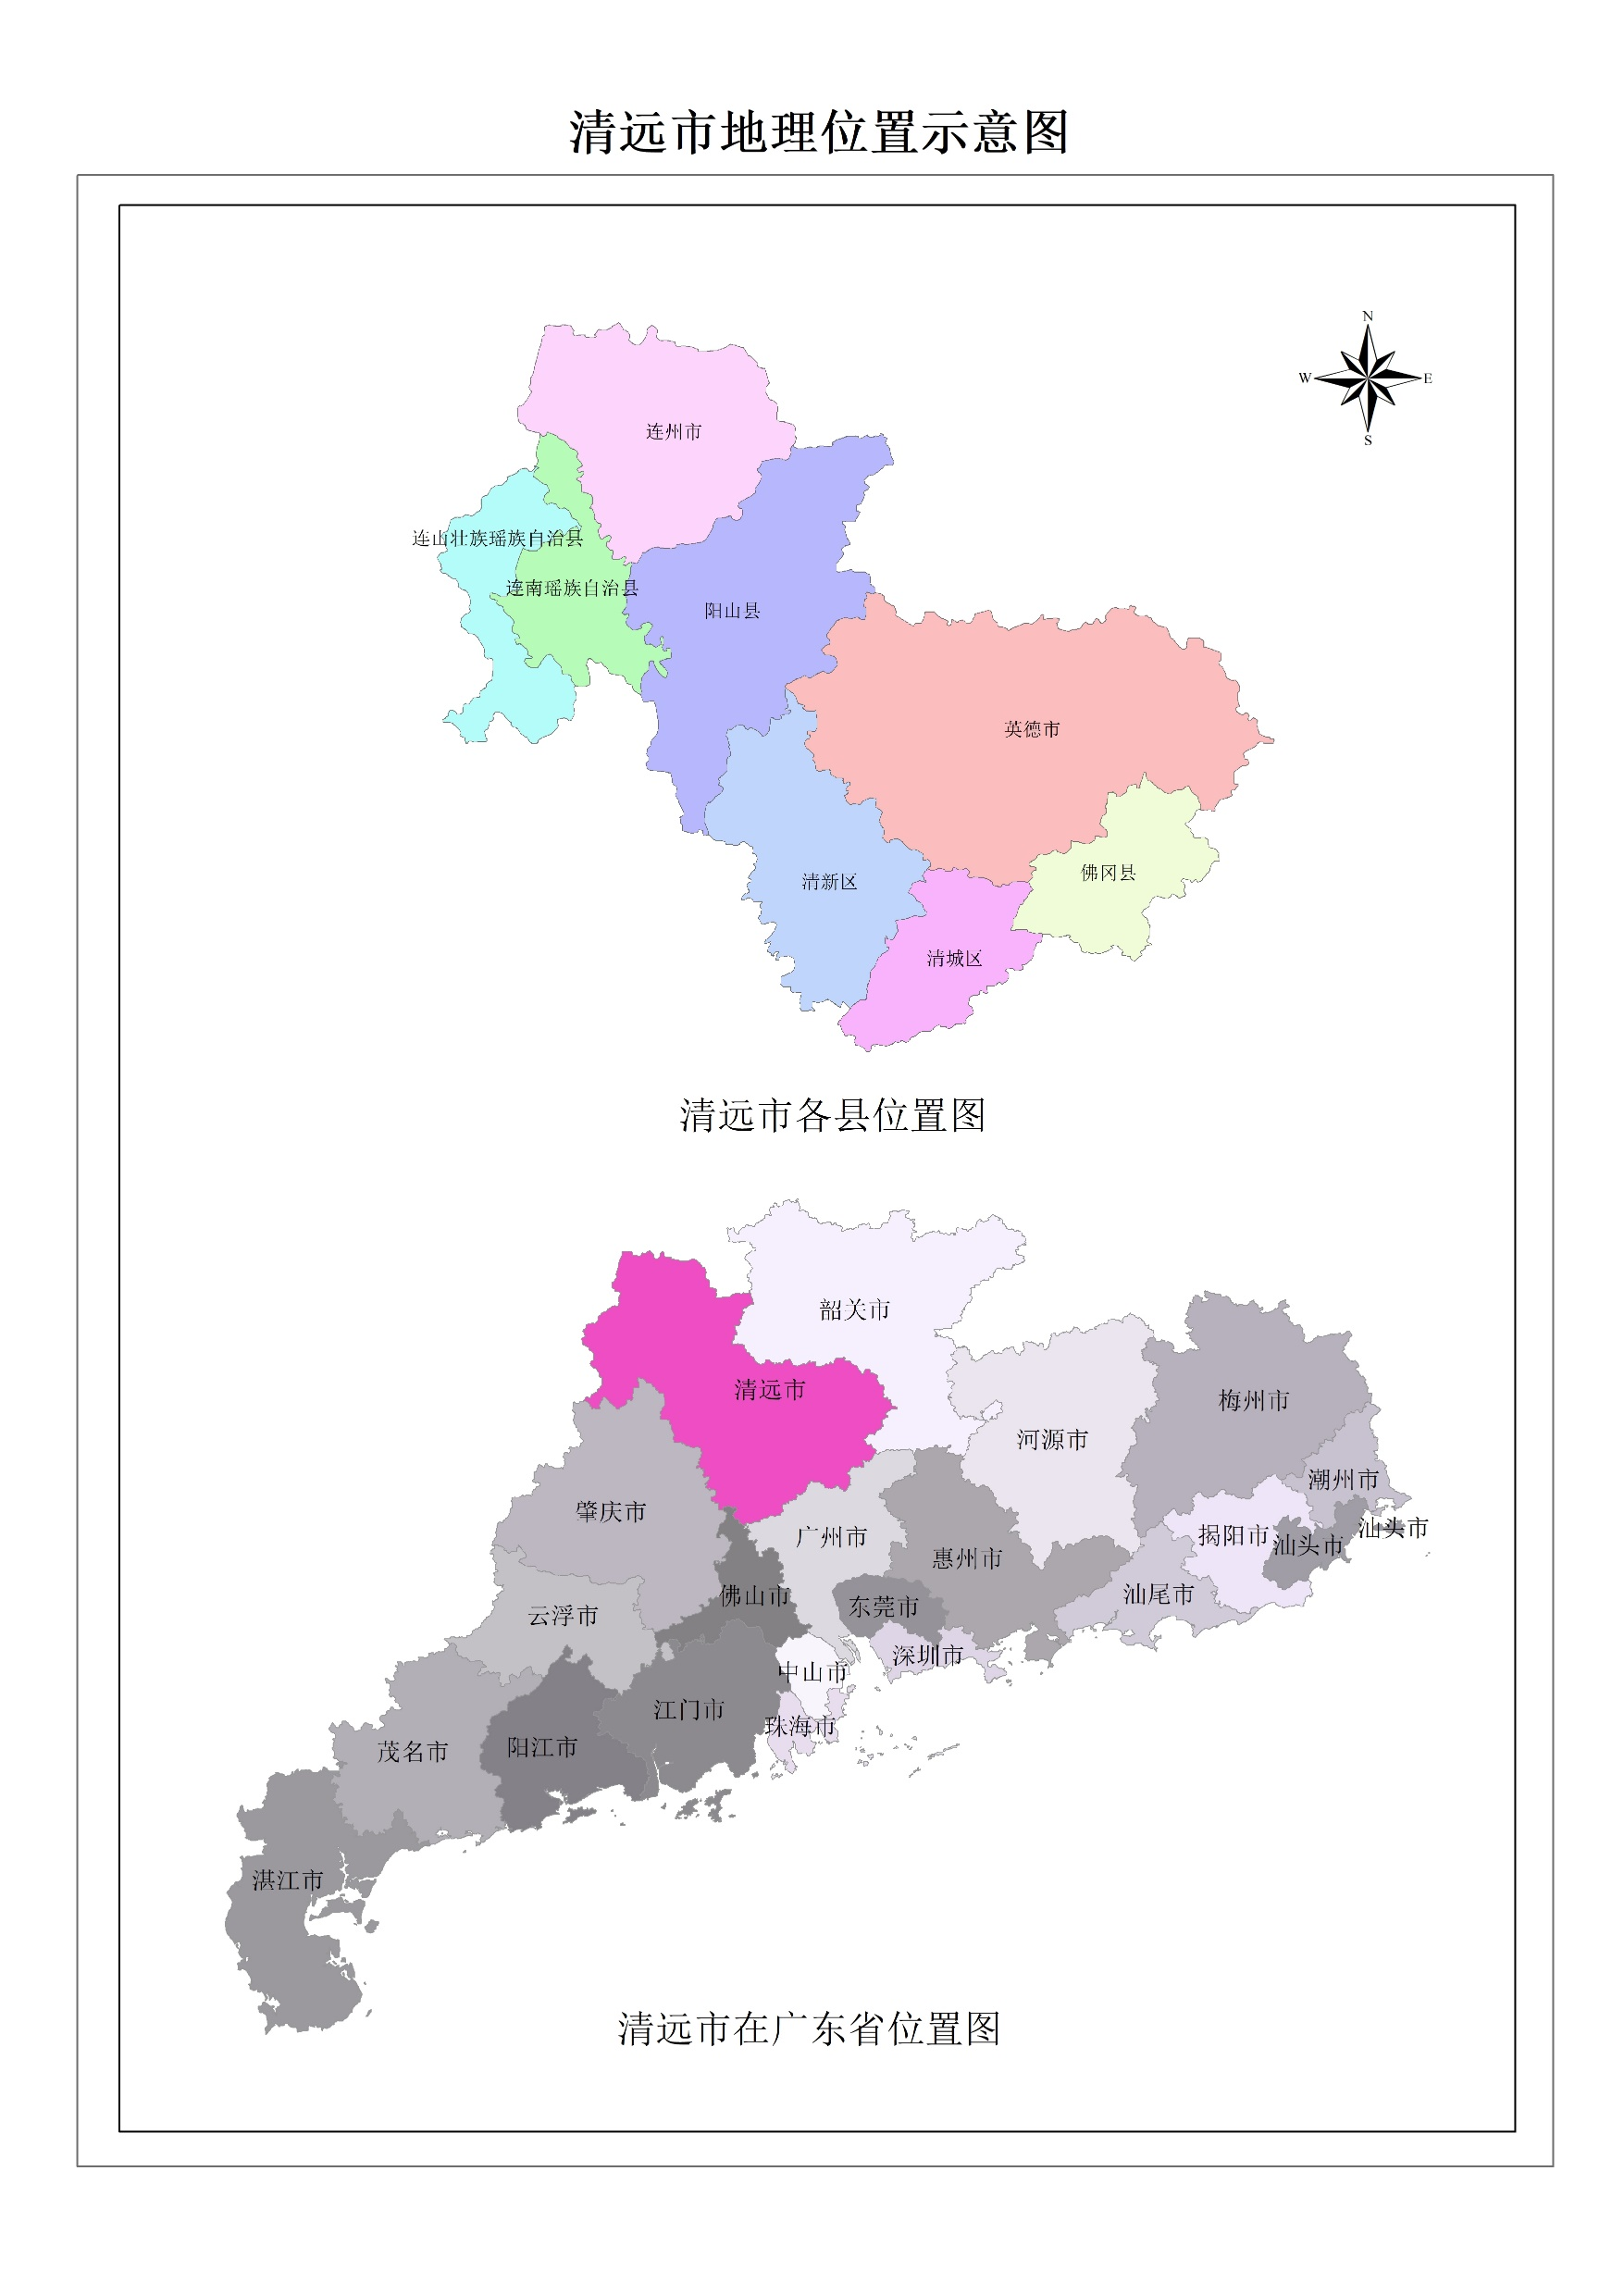 清远市地理位置示意图
N
W
E
S
连州市
连山壮族瑶族自治县
连南瑶族自治县
阳山县
英德市
佛冈县
清新区
清城区
清远市各县位置图
韶关市
清远市
梅州市
河源市
潮州市
肇庆市
汕头市
广州市
揭阳市
汕头市
惠州市
佛山市
汕尾市
东莞市
云浮市
深圳市
中山市
江门市
珠海市
阳江市
茂名市
湛江市
清远市在广东省位置图